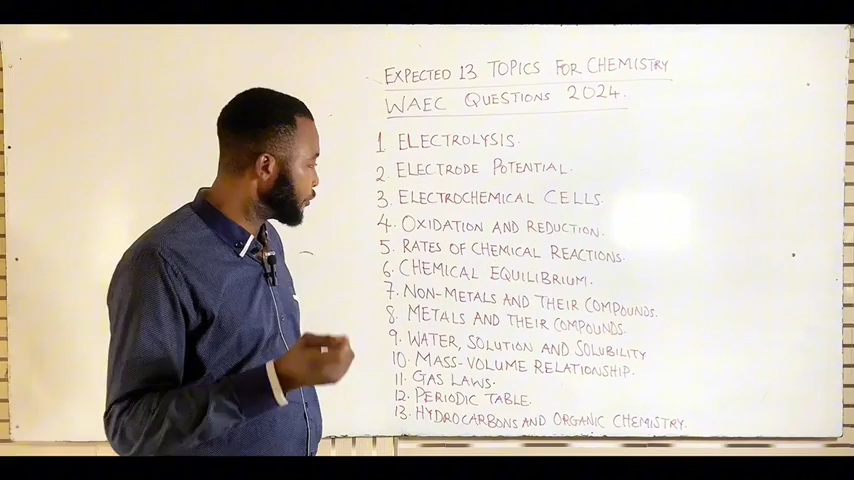 EXPECTED 13 TOPICS FOR CHEMISTRY
WAEC QUESTIONS 2024.
1 ELECTROLYSIS.
2 ELECTRODE POTENTIAL.
3. ELECTROCHEMICAL CELLS.
4. OXIDATION AND REDUCTION.
5. RATES OF CHEMICAL REACTIONS.
6. CHEMICAL EQUILIBRIUM.
7. NON-METALS AND THEIR COMPOUNDS.
8. METALS AND THEIR COMPOUNDS.
9. WATER, SOLUTION AND SOLUBILITY
10. MASS-VOLUME RELATIONSHIP.
11. GAS LAWS.
12. PERIODIC TABLE.
13. HYDROCARBONS AND ORGANIC CHEMISTRY.